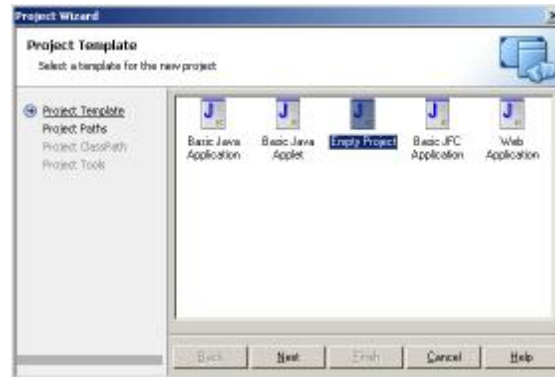 Project Wizard
Project Template
Select a template for the new project
Project Template
Project Paths
Project ClassPath
Project Tools
Basic Java
Application
Basic Java
Applet
Empty Project
Basic JFC
Application
Web
Application
Back
Next
Finish
Cancel
Help